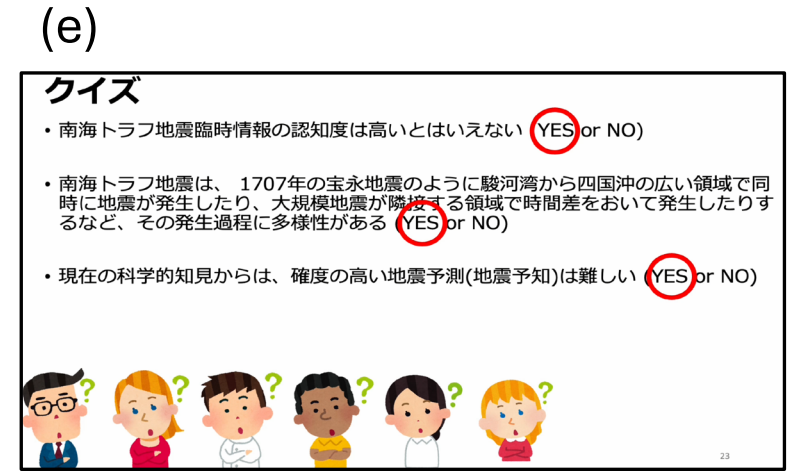 (e)
クイズ
• 南海トラフ地震臨時情報の認知度は高いとはいえない (YES or NO)
• 南海トラフ地震は、 1707年の宝永地震のように駿河湾から四国沖の広い領域で同
時に地震が発生したり、大規模地震が隣接する領域で時間差をおいて発生したりす
るなど、その発生過程に多様性がある (YES or NO)
• 現在の科学的知見からは、確度の高い地震予測(地震予知)は難しい (YES or NO)
? ? ? ? ? ?
23